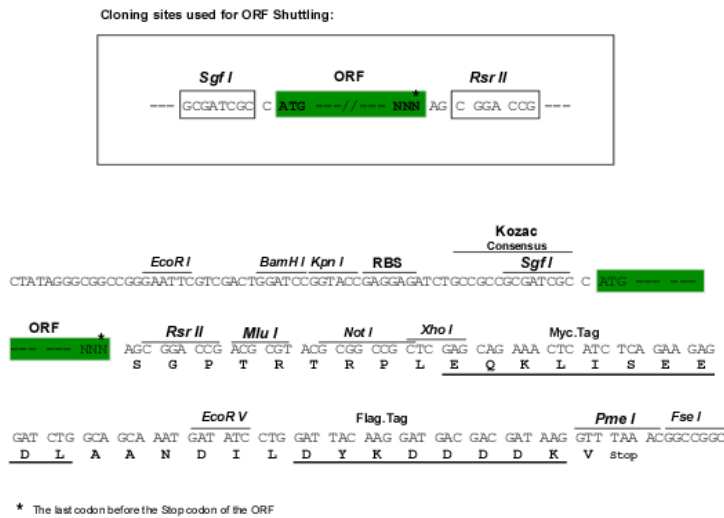 Cloning sites used for ORF Shuttling:
Sgf I ORF Rsr II
*
--- GCGATCGC C ATG ---//--- NNN AG C GGA CCG ---
Kozac
Consensus
EcoR I BamH I Kpn I RBS Sgf I
CTATAGGGCGGCCGGGAATTCGTCGACTGGATCCGGTACCGAGGAGATCTGCCGCCGCGATCGC C ATG --- ---
ORF Rsr II Mlu I Not I Xho I Myc.Tag
*
--- --- NNN AGC GGA CCG ACG CGT ACG CGG CCG CTC GAG CAG AAA CTC ATC TCA GAA GAG
S G P T R T R P L E Q K L I S E E
EcoR V Flag.Tag Pme I Fse I
GAT CTG GCA GCA AAT GAT ATC CTG GAT TAC AAG GAT GAC GAC GAT AAG GTT TAA ACGGCCGGC
D L A A N D I L D Y K D D D D K V Stop
* The last codon before the Stop codon of the ORF